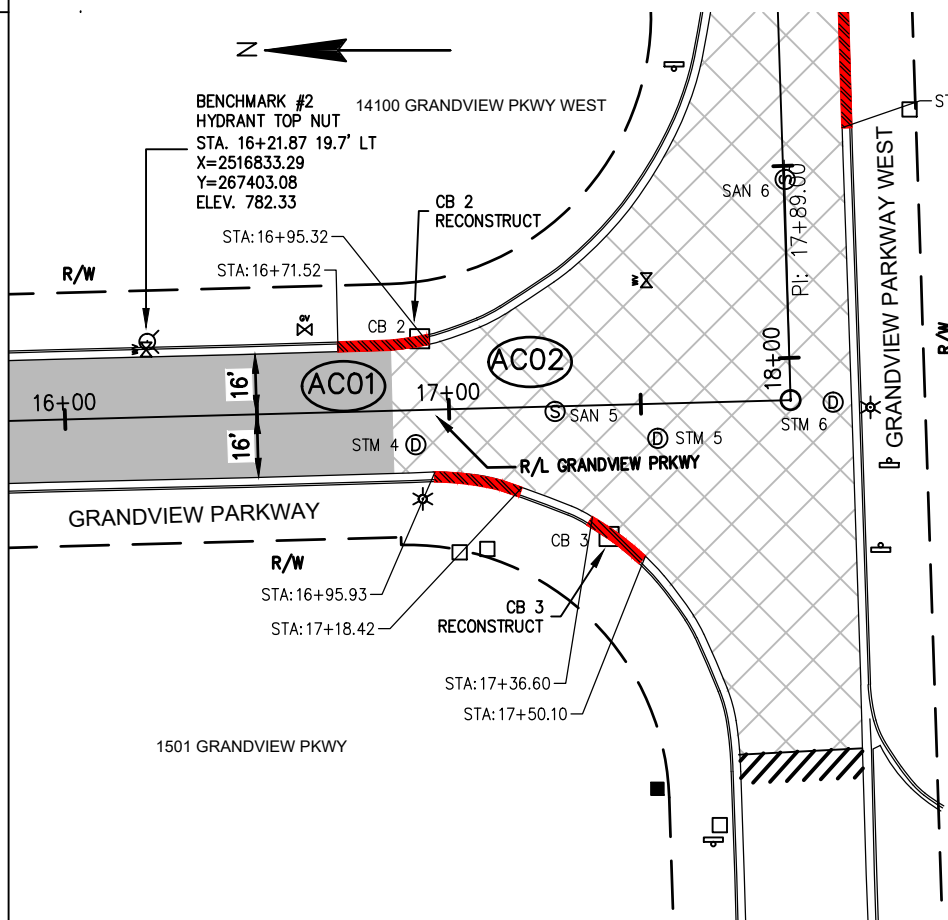 Z
BENCHMARK #2
HYDRANT TOP NUT
STA. 16+21.87 19.7' LT
X=2516833.29
Y=267403.08
ELEV. 782.33
14100 GRANDVIEW PKWY WEST
ST
CB 2
RECONSTRUCT
STA:16+95.32
STA:16+71.52
SAN 6
PI: 17+89.00
GRANDVIEW PARKWAY WEST
R/W
R/W
WV
GV
WV
CB 2
AC01
AC02
16'
16'
16+00
17+00
18+00
S
S
SAN 5
D
STM 6
STM 4
D
D
STM 5
R/L GRANDVIEW PRKWY
GRANDVIEW PARKWAY
R/W
CB 3
STA:16+95.93
STA:17+18.42
CB 3
RECONSTRUCT
STA:17+36.60
STA:17+50.10
1501 GRANDVIEW PKWY